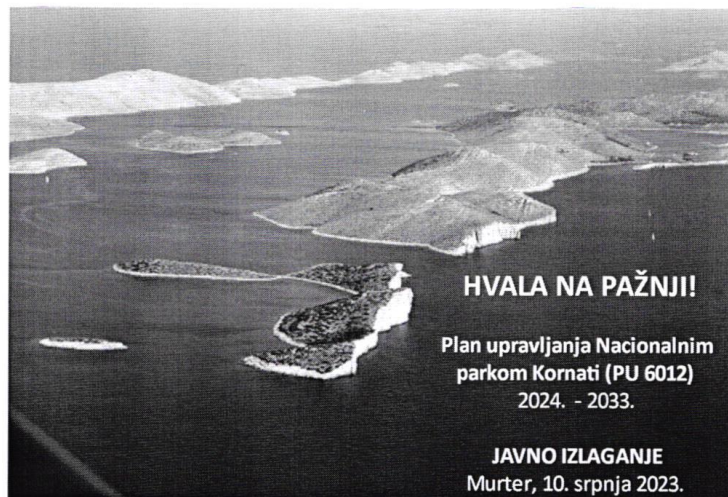 HVALA NA PAŽNJI!
Plan upravljanja Nacionalnim
parkom Kornati (PU 6012)
2024. - 2033.
JAVNO IZLAGANJE
Murter, 10. srpnja 2023.